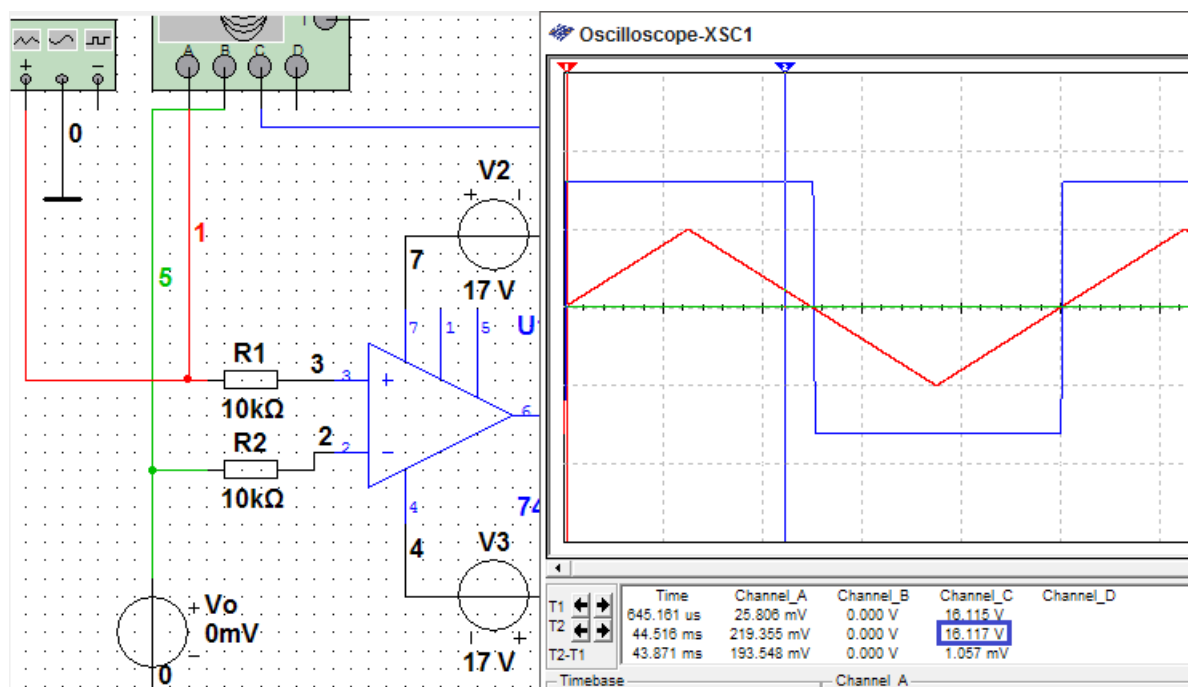 Oscilloscope-XSC1
A B C D
T
+ −
0
1
5
V2
+ −
7
17 V
7 1 5
U
R1
3
3
+
10kΩ
R2
2
2
−
6
10kΩ
4
74
4
V3
− +
17 V
+
Vo
0mV
−
0
1 2
T1
T2
T2-T1
Time Channel_A Channel_B Channel_C Channel_D
645.161 us 25.806 mV 0.000 V 16.115 V
44.516 ms 219.355 mV 0.000 V 16.117 V
43.871 ms 193.548 mV 0.000 V 1.057 mV
Timebase Channel A